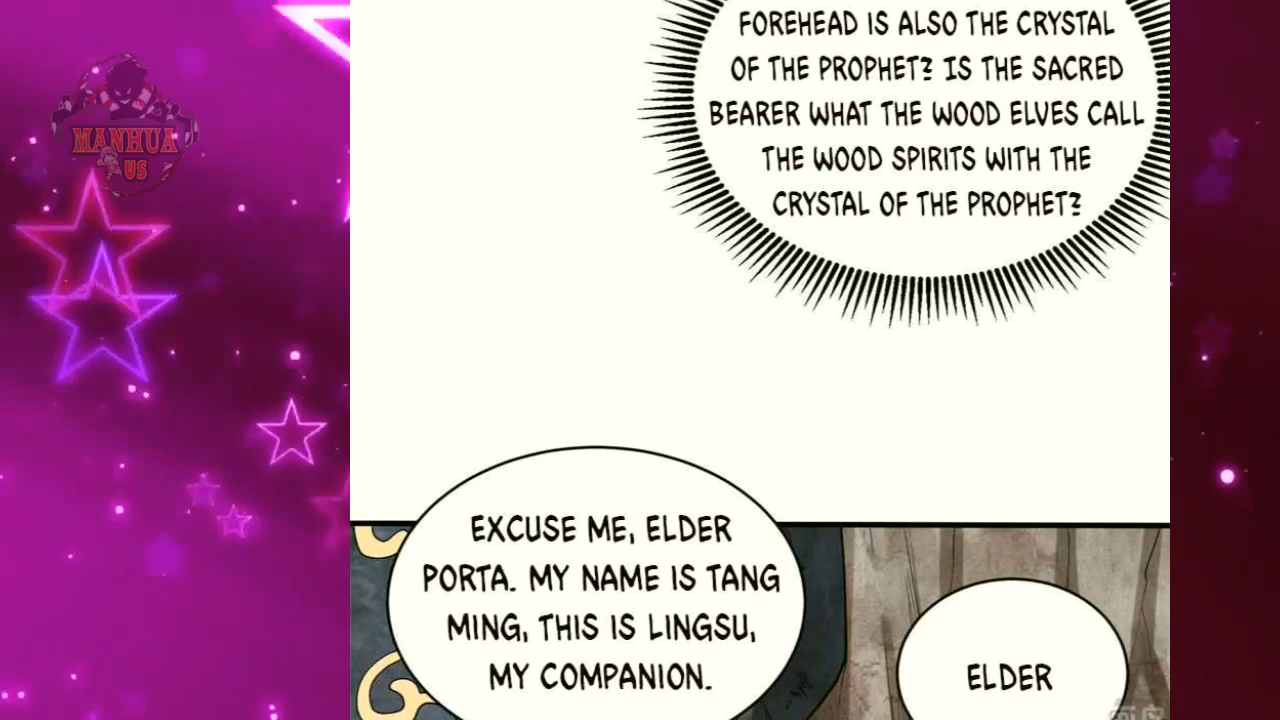 MANHUA
US
FOREHEAD IS ALSO THE CRYSTAL
OF THE PROPHET? IS THE SACRED
BEARER WHAT THE WOOD ELVES CALL
THE WOOD SPIRITS WITH THE
CRYSTAL OF THE PROPHET?
EXCUSE ME, ELDER
PORTA. MY NAME IS TANG
MING, THIS IS LINGSU,
MY COMPANION.
ELDER